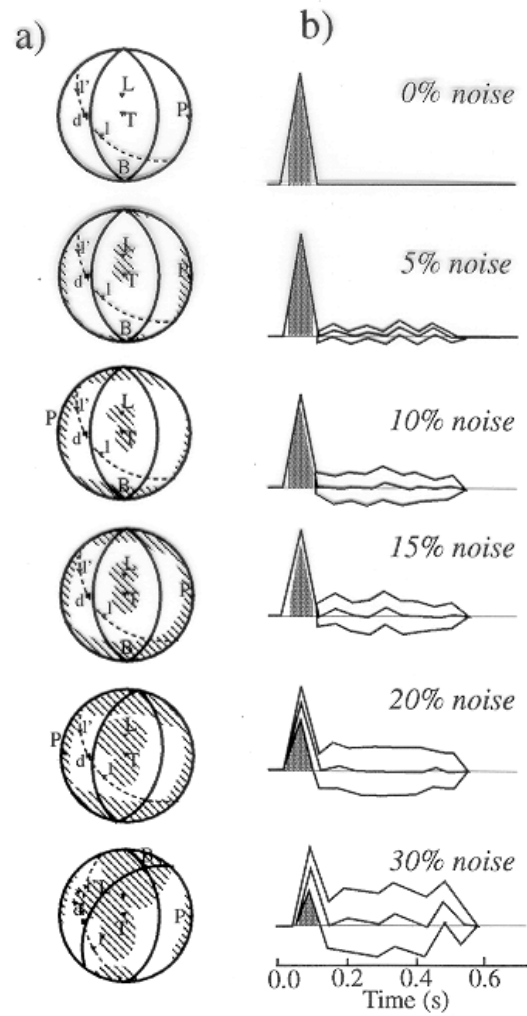 a)
b)
0% noise
l'
L
P
d
T
l
B
5% noise
l'
L
P
d
T
l
B
10% noise
P
l'
L
d
T
l
B
15% noise
l'
L
P
d
T
l
B
20% noise
P
l'
L
d
T
l
30% noise
B
T
P
0.0 0.2 0.4 0.6
Time (s)